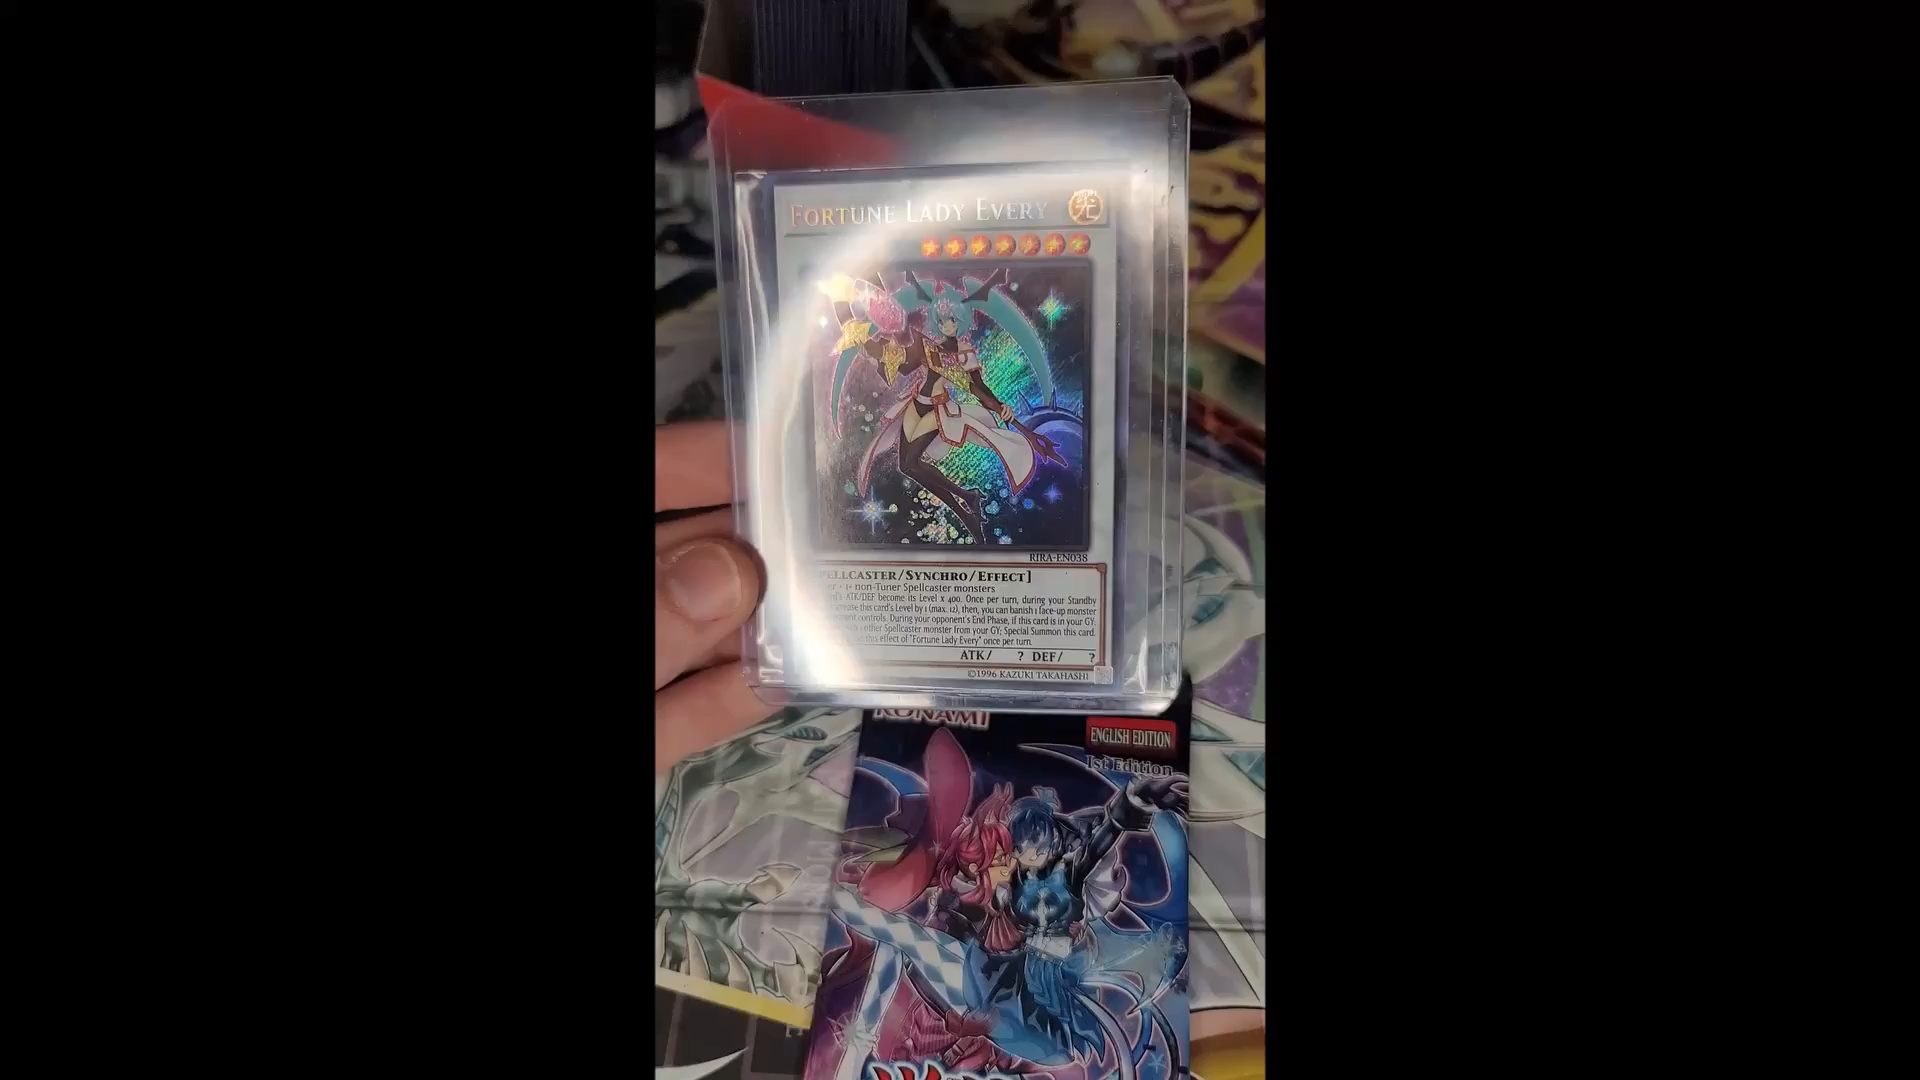 FORTUNE LADY EVERY
RIRA-EN038
ELLCASTER/SYNCHRO/EFFECT]
1+ non-Tuner Spellcaster monsters
ATK/DEF become its Level x 400. Once per turn, during your Standby
this card's Level by 1 (max. 12), then, you can banish 1 face-up monster
controls. During your opponent's End Phase, if this card is in your GY:
other Spellcaster monster from your GY; Special Summon this card.
this effect of "Fortune Lady Every" once per turn.
ATK/ ? DEF/ ?
©1996 KAZUKI TAKAHASHI
KONAMI
ENGLISH EDITION
1st Edition